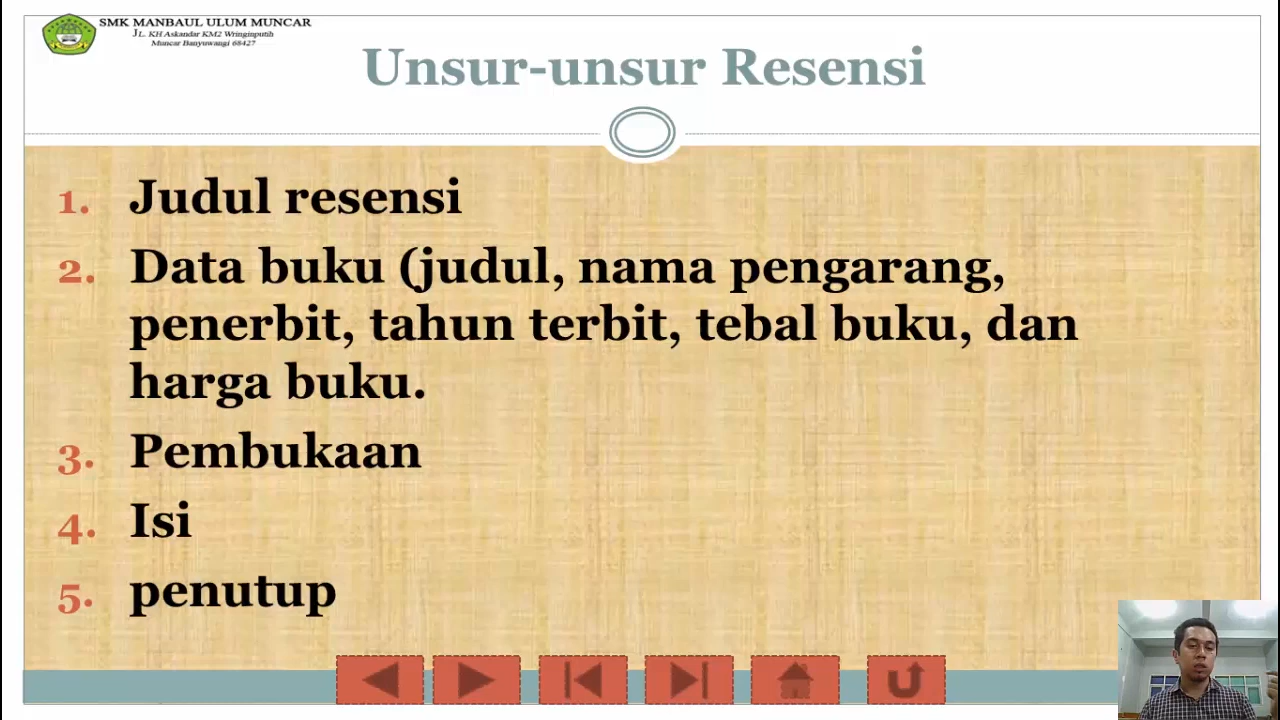 SMK MANBAUL ULUM MUNCAR
JL. KH Askandar KM2 Wringinputih
Muncar Banyuwangi 68427
Unsur-unsur Resensi
1. Judul resensi
2. Data buku (judul, nama pengarang,
penerbit, tahun terbit, tebal buku, dan
harga buku.
3. Pembukaan
4. Isi
5. penutup